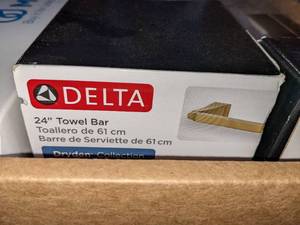 DELTA
24" Towel Bar
Toallero de 61 cm
Barre de Serviette de 61 cm
Dryden Collection